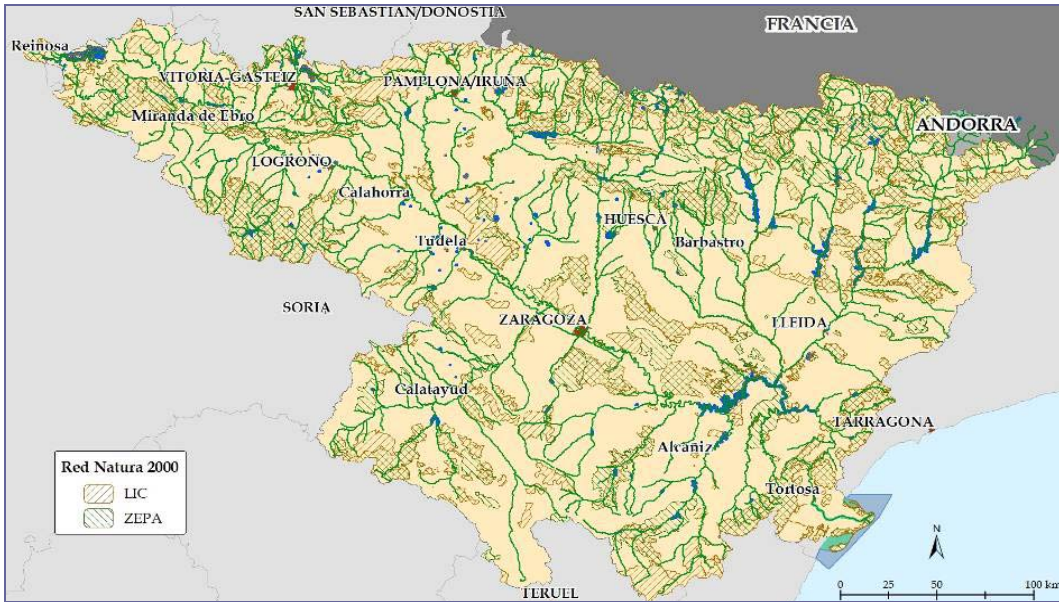 SAN SEBASTIAN/DONOSTIA
FRANCIA
Reinosa
VITORIA-GASTEIZ
PAMPLONA/IRUNA
Miranda de Ebro
ANDORRA
LOGROÑO
Calahorra
HUESCA
Tudela
Barbastro
SORIA
ZARAGOZA
LLEIDA
Calatayud
TARRAGONA
Alcañiz
Red Natura 2000
LIC
ZEPA
Tortosa
N
TERUEL
0 25 50 100 km